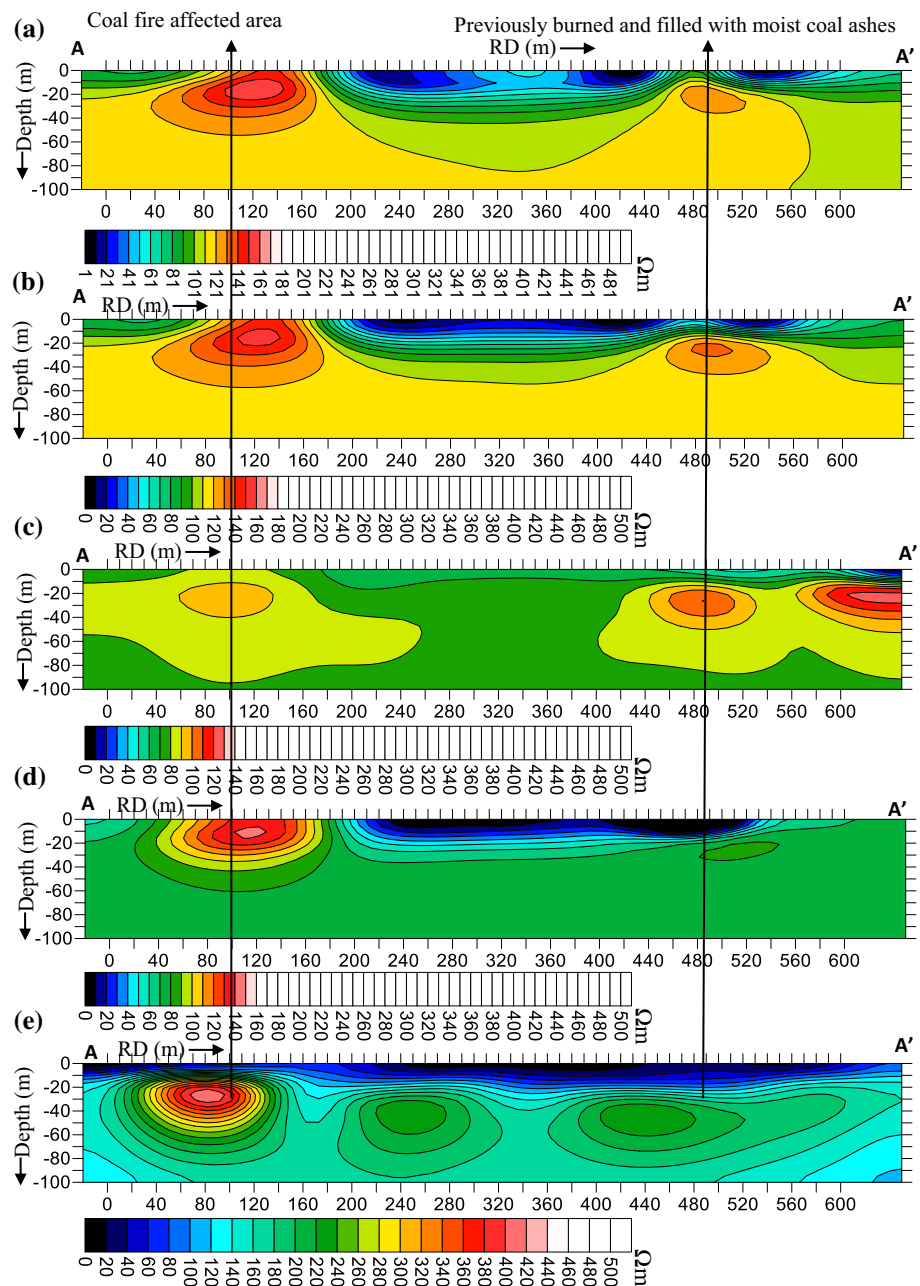 Coal fire affected area
Previously burned and filled with moist coal ashes
(a) A RD (m) A'
Depth (m)
0
-20
-40
-60
-80
-100
0 40 80 120 160 200 240 280 320 360 400 440 480 520 560 600
1 21 41 61 81 101 121 141 161 181 201 221 241 261 281 301 321 341 361 381 401 421 441 461 481 Ωm
(b) A RD (m) A'
Depth (m)
0
-20
-40
-60
-80
-100
0 40 80 120 160 200 240 280 320 360 400 440 480 520 560 600
0 20 40 60 80 100 120 140 160 180 200 220 240 260 280 300 320 340 360 380 400 420 440 460 480 500 Ωm
(c) A RD (m) A'
Depth (m)
0
-20
-40
-60
-80
-100
0 40 80 120 160 200 240 280 320 360 400 440 480 520 560 600
0 20 40 60 80 100 120 140 160 180 200 220 240 260 280 300 320 340 360 380 400 420 440 460 480 500 Ωm
(d) A RD (m) A'
Depth (m)
0
-20
-40
-60
-80
-100
0 40 80 120 160 200 240 280 320 360 400 440 480 520 560 600
0 20 40 60 80 100 120 140 160 180 200 220 240 260 280 300 320 340 360 380 400 420 440 460 480 500 Ωm
(e) A RD (m) A'
Depth (m)
0
-20
-40
-60
-80
-100
0 40 80 120 160 200 240 280 320 360 400 440 480 520 560 600
0 20 40 60 80 100 120 140 160 180 200 220 240 260 280 300 320 340 360 380 400 420 440 460 480 500 Ωm